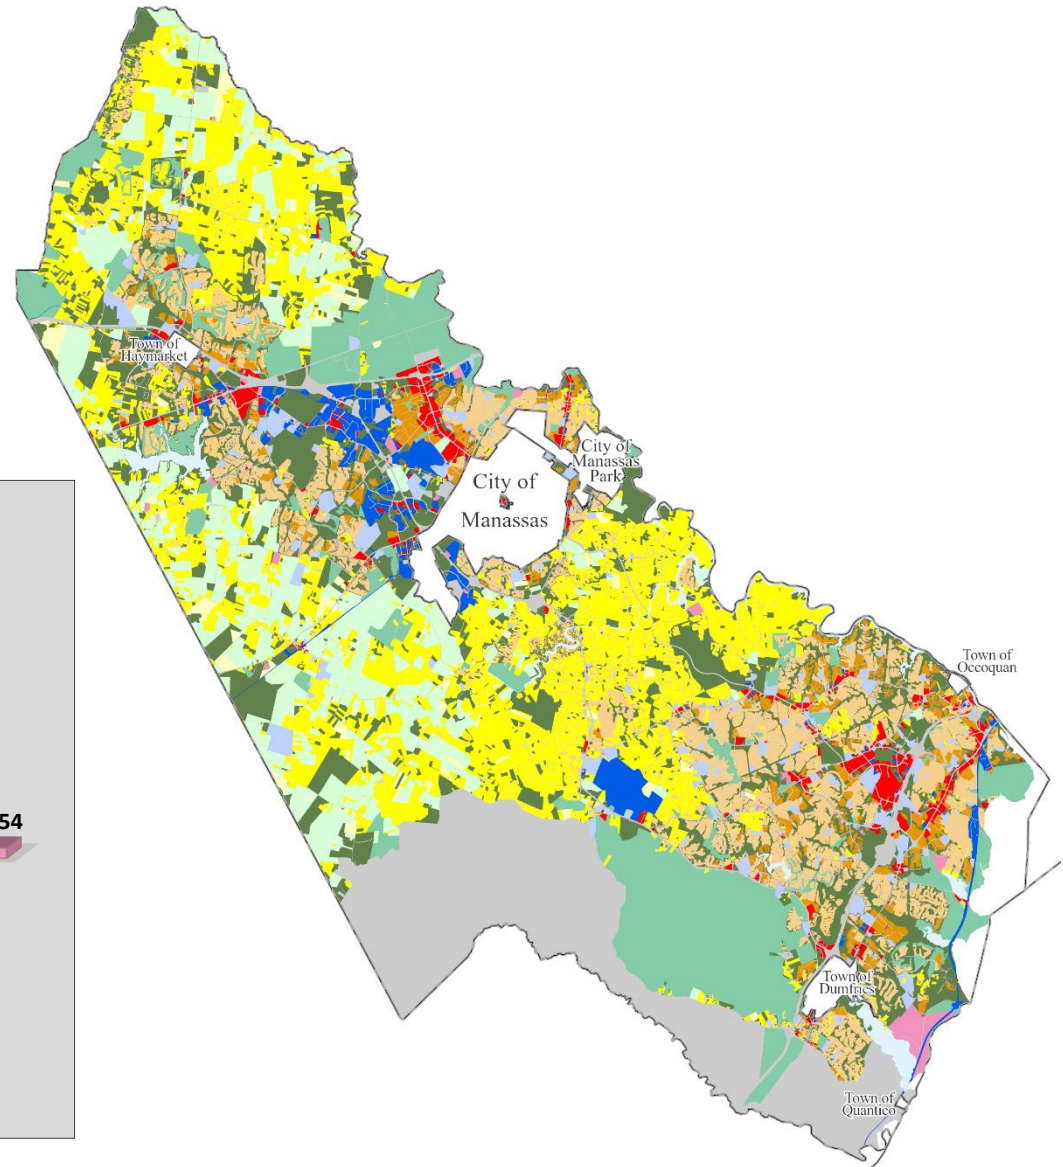 Town of
Haymarket
City of
Manassas
Park
City of
Manassas
Town of
Occoquan
54
Town of
Dumfries
Town of
Quantico